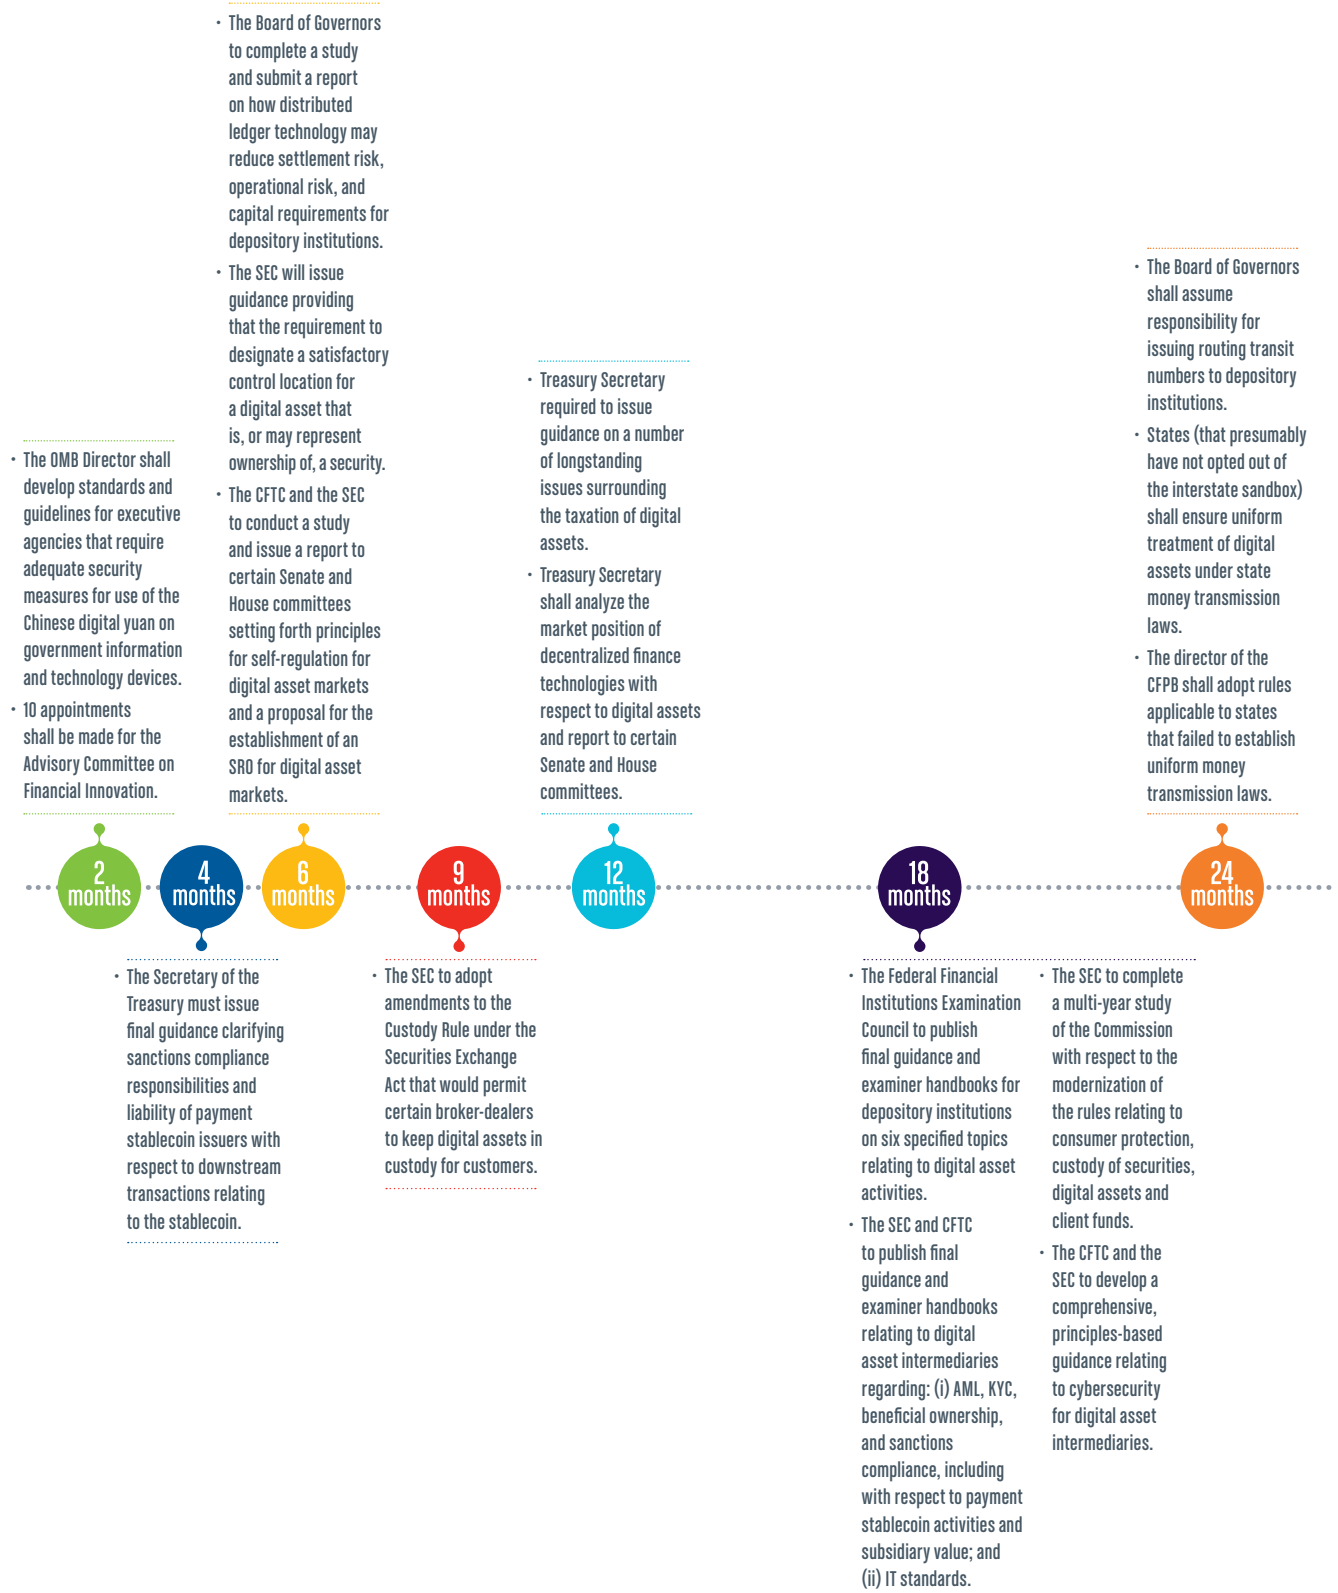 • The Board of Governors
to complete a study
and submit a report
on how distributed
ledger technology may
reduce settlement risk,
operational risk, and
capital requirements for
depository institutions.
• The SEC will issue
guidance providing
that the requirement to
designate a satisfactory
control location for
a digital asset that
is, or may represent
ownership of, a security.
• The CFTC and the SEC
to conduct a study
and issue a report to
certain Senate and
House committees
setting forth principles
for self-regulation for
digital asset markets
and a proposal for the
establishment of an
SRO for digital asset
markets.
• The OMB Director shall
develop standards and
guidelines for executive
agencies that require
adequate security
measures for use of the
Chinese digital yuan on
government information
and technology devices.
• 10 appointments
shall be made for the
Advisory Committee on
Financial Innovation.
• Treasury Secretary
required to issue
guidance on a number
of longstanding
issues surrounding
the taxation of digital
assets.
• Treasury Secretary
shall analyze the
market position of
decentralized finance
technologies with
respect to digital assets
and report to certain
Senate and House
committees.
• The Board of Governors
shall assume
responsibility for
issuing routing transit
numbers to depository
institutions.
• States (that presumably
have not opted out of
the interstate sandbox)
shall ensure uniform
treatment of digital
assets under state
money transmission
laws.
• The director of the
CFPB shall adopt rules
applicable to states
that failed to establish
uniform money
transmission laws.
2
months
4
months
6
months
9
months
12
months
18
months
24
months
• The Secretary of the
Treasury must issue
final guidance clarifying
sanctions compliance
responsibilities and
liability of payment
stablecoin issuers with
respect to downstream
transactions relating
to the stablecoin.
• The SEC to adopt
amendments to the
Custody Rule under the
Securities Exchange
Act that would permit
certain broker-dealers
to keep digital assets in
custody for customers.
• The Federal Financial
Institutions Examination
Council to publish
final guidance and
examiner handbooks for
depository institutions
on six specified topics
relating to digital asset
activities.
• The SEC and CFTC
to publish final
guidance and
examiner handbooks
relating to digital
asset intermediaries
regarding: (i) AML, KYC,
beneficial ownership,
and sanctions
compliance, including
with respect to payment
stablecoin activities and
subsidiary value; and
(ii) IT standards.
• The SEC to complete
a multi-year study
of the Commission
with respect to the
modernization of
the rules relating to
consumer protection,
custody of securities,
digital assets and
client funds.
• The CFTC and the
SEC to develop a
comprehensive,
principles-based
guidance relating
to cybersecurity
for digital asset
intermediaries.